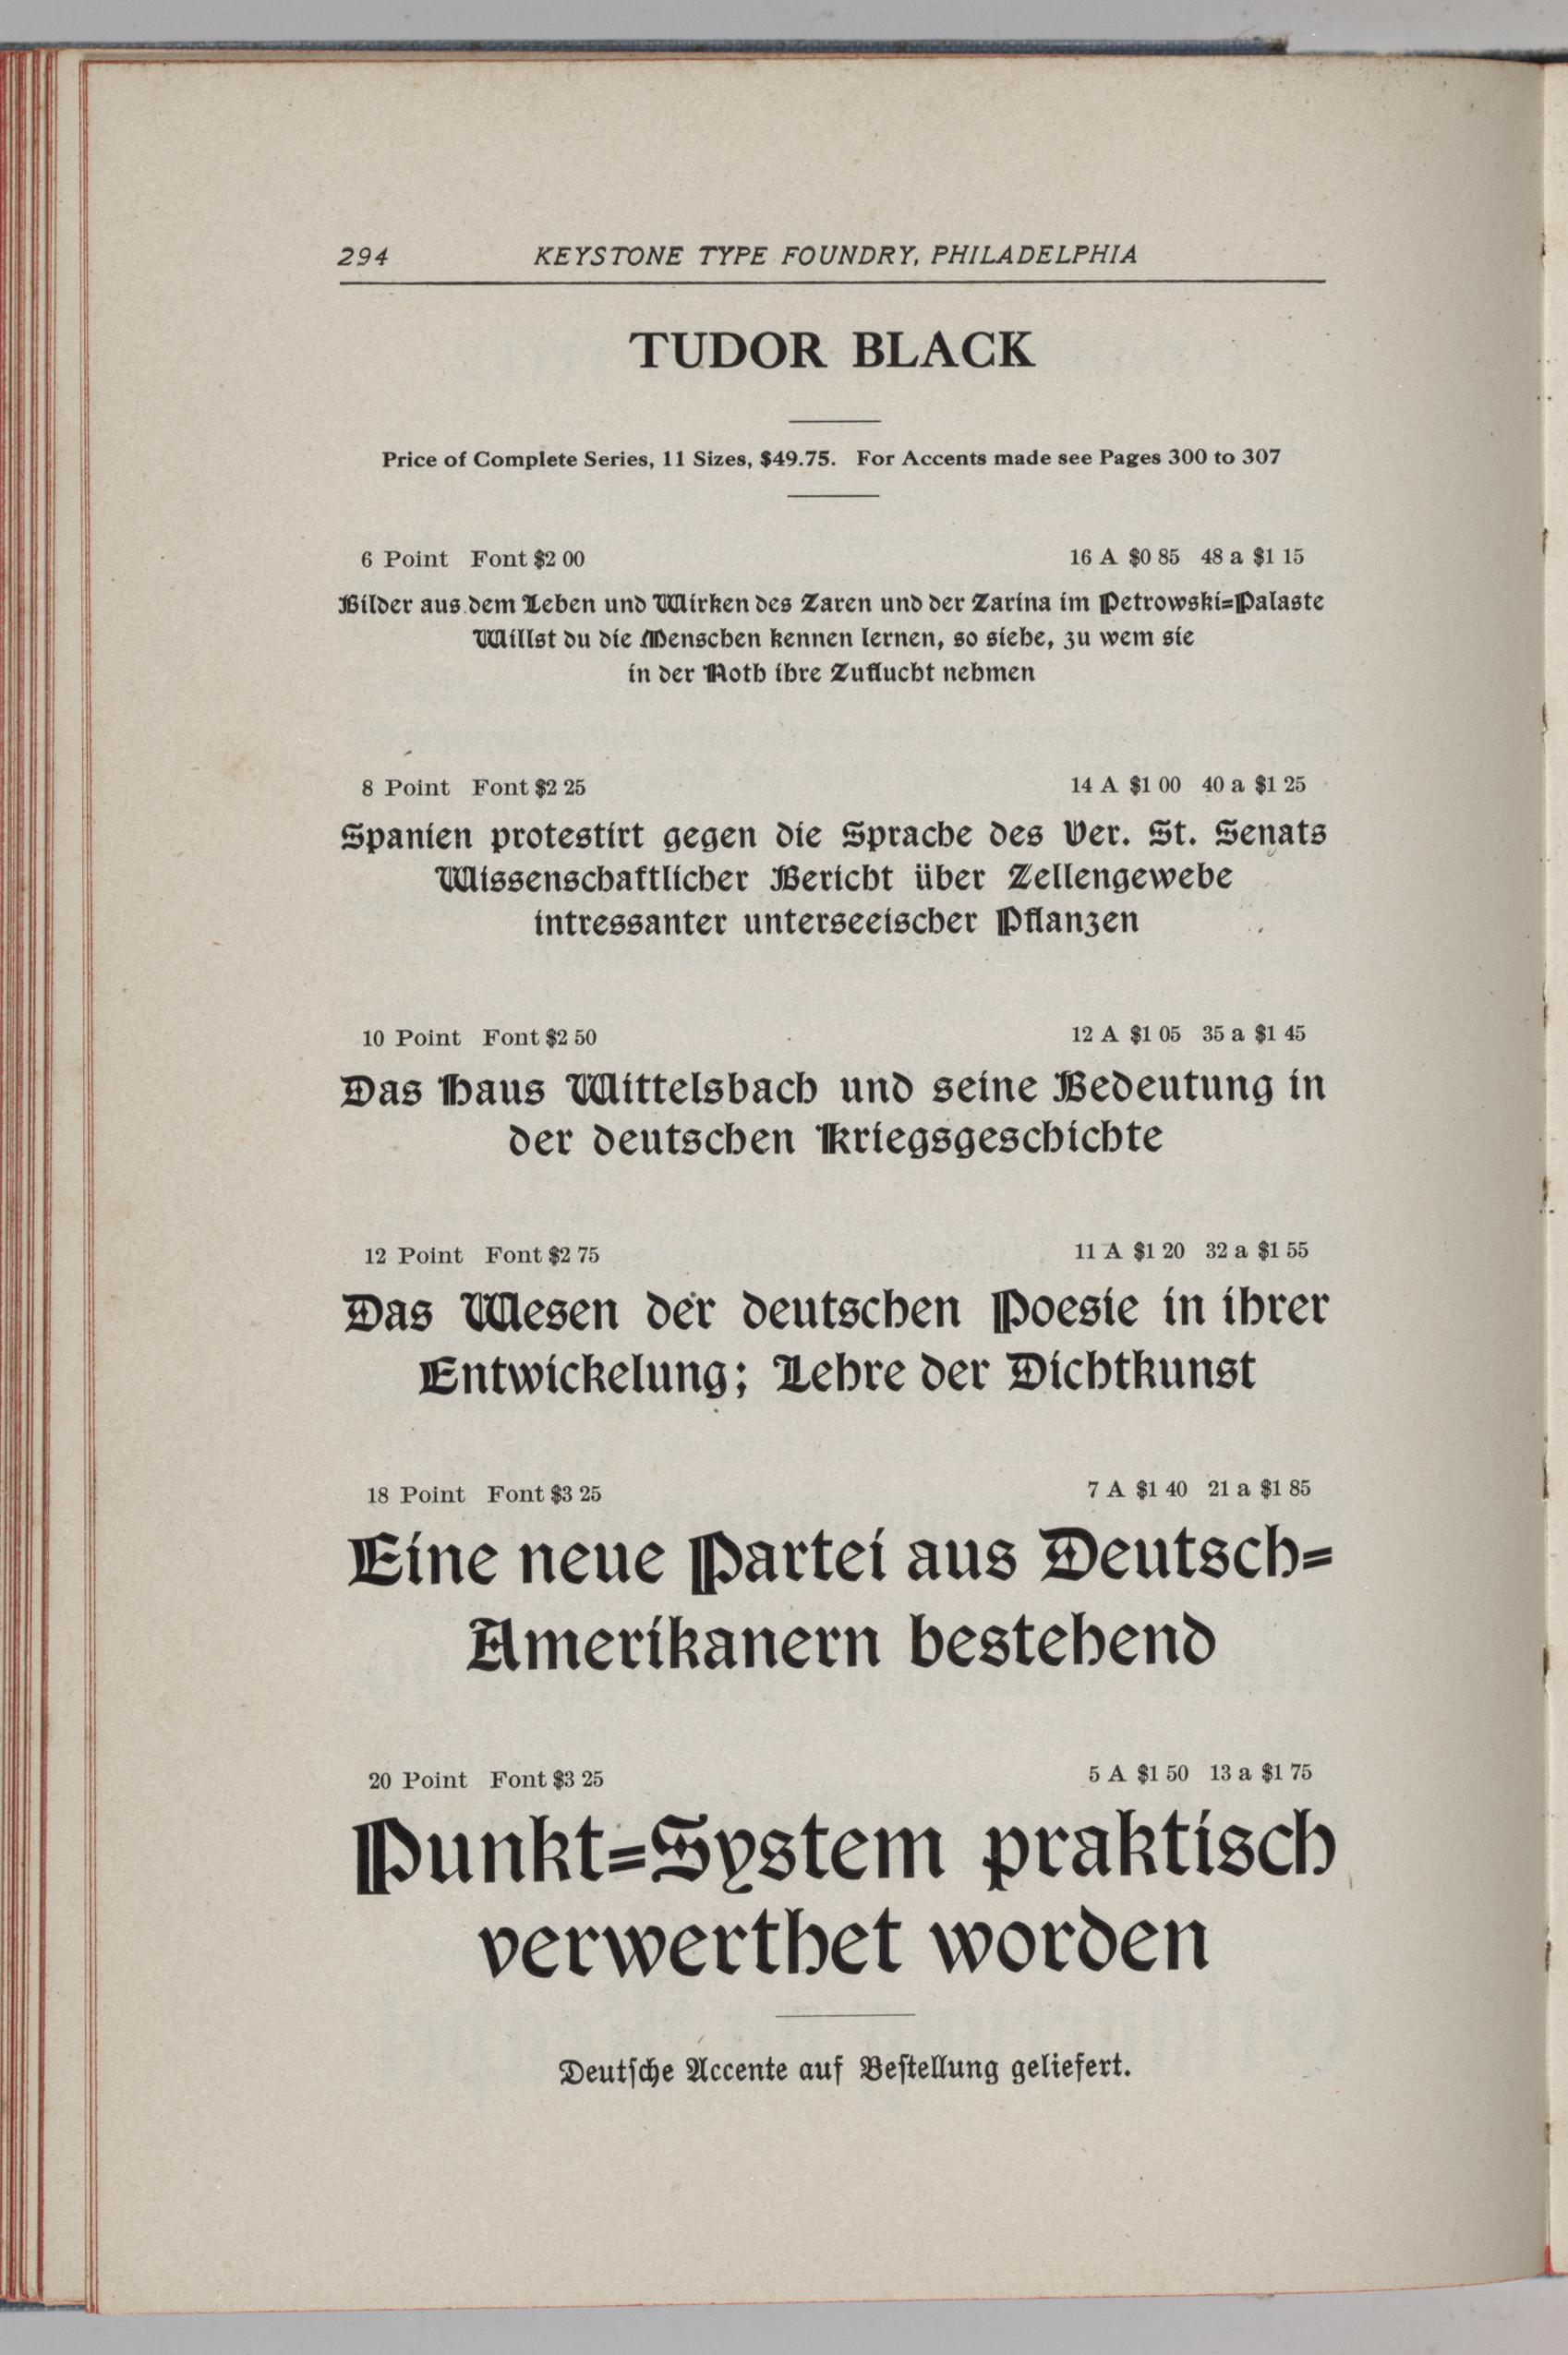 294 KEYSTONE TYPE FOUNDRY, PHILADELPHIA
TUDOR BLACK
Price of Complete Series, 11 Sizes, $49.75. For Accents made see Pages 300 to 307
6 Point Font $2 00 16 A $0 85 48 a $1 15
Bilder aus dem Leben und Wirken des Zaren und der Zarina im Petrowski=Palaste
Willst du die Menschen kennen lernen, so siehe, zu wem sie
in der Noth ihre Zuflucht nehmen
8 Point Font $2 25 14 A $1 00 40 a $1 25
Spanien protestirt gegen die Sprache des Ver. St. Senats
Wissenschaftlicher Bericht über Zellengewebe
intressanter unterseeischer Pflanzen
10 Point Font $2 50 12 A $1 05 35 a $1 45
Das Haus Wittelsbach und seine Bedeutung in
der deutschen Kriegsgeschichte
12 Point Font $2 75 11 A $1 20 32 a $1 55
Das Wesen der deutschen Poesie in ihrer
Entwickelung; Lehre der Dichtkunst
18 Point Font $3 25 7 A $1 40 21 a $1 85
Eine neue Partei aus Deutsch=
Amerikanern bestehend
20 Point Font $3 25 5 A $1 50 13 a $1 75
Punkt=System praktisch
verwerthet worden
Deutſche Accente auf Beſtellung geliefert.